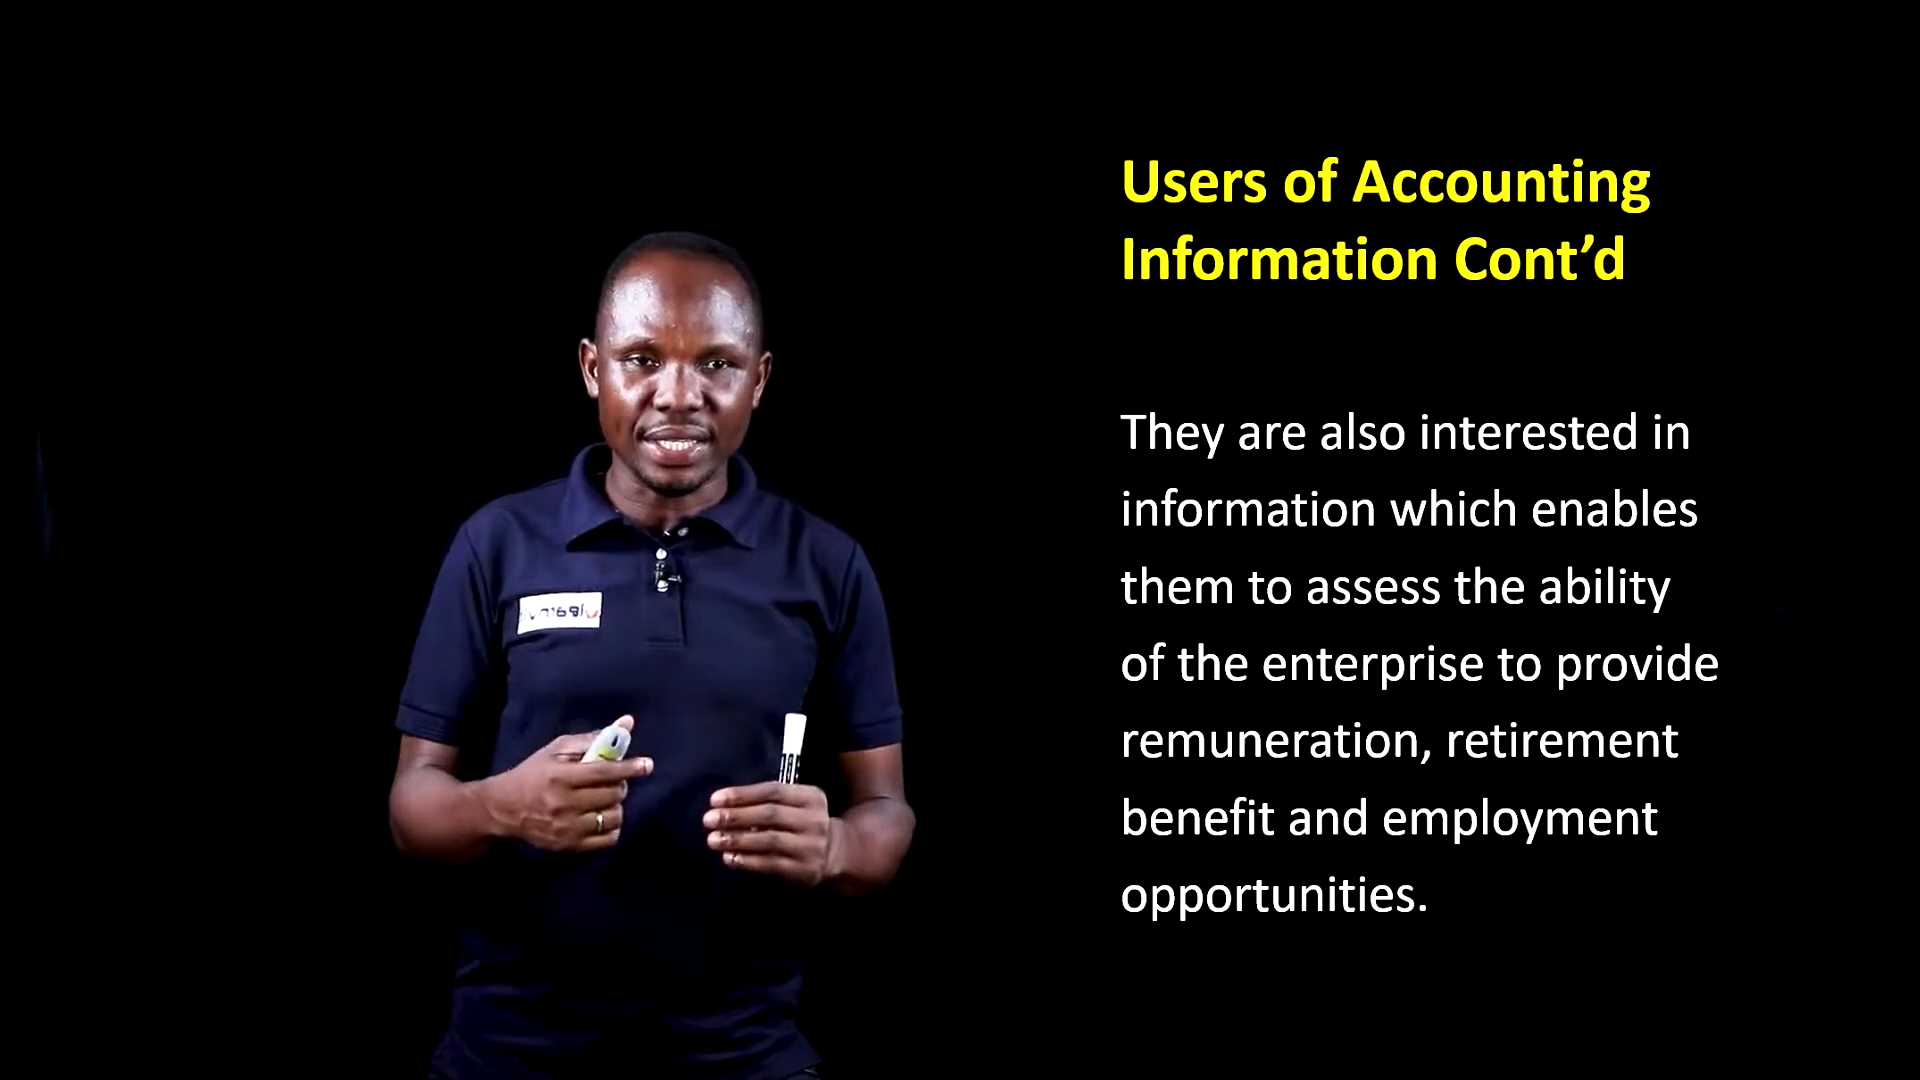 Users of Accounting
Information Cont’d
They are also interested in
information which enables
them to assess the ability
of the enterprise to provide
remuneration, retirement
benefit and employment
opportunities.